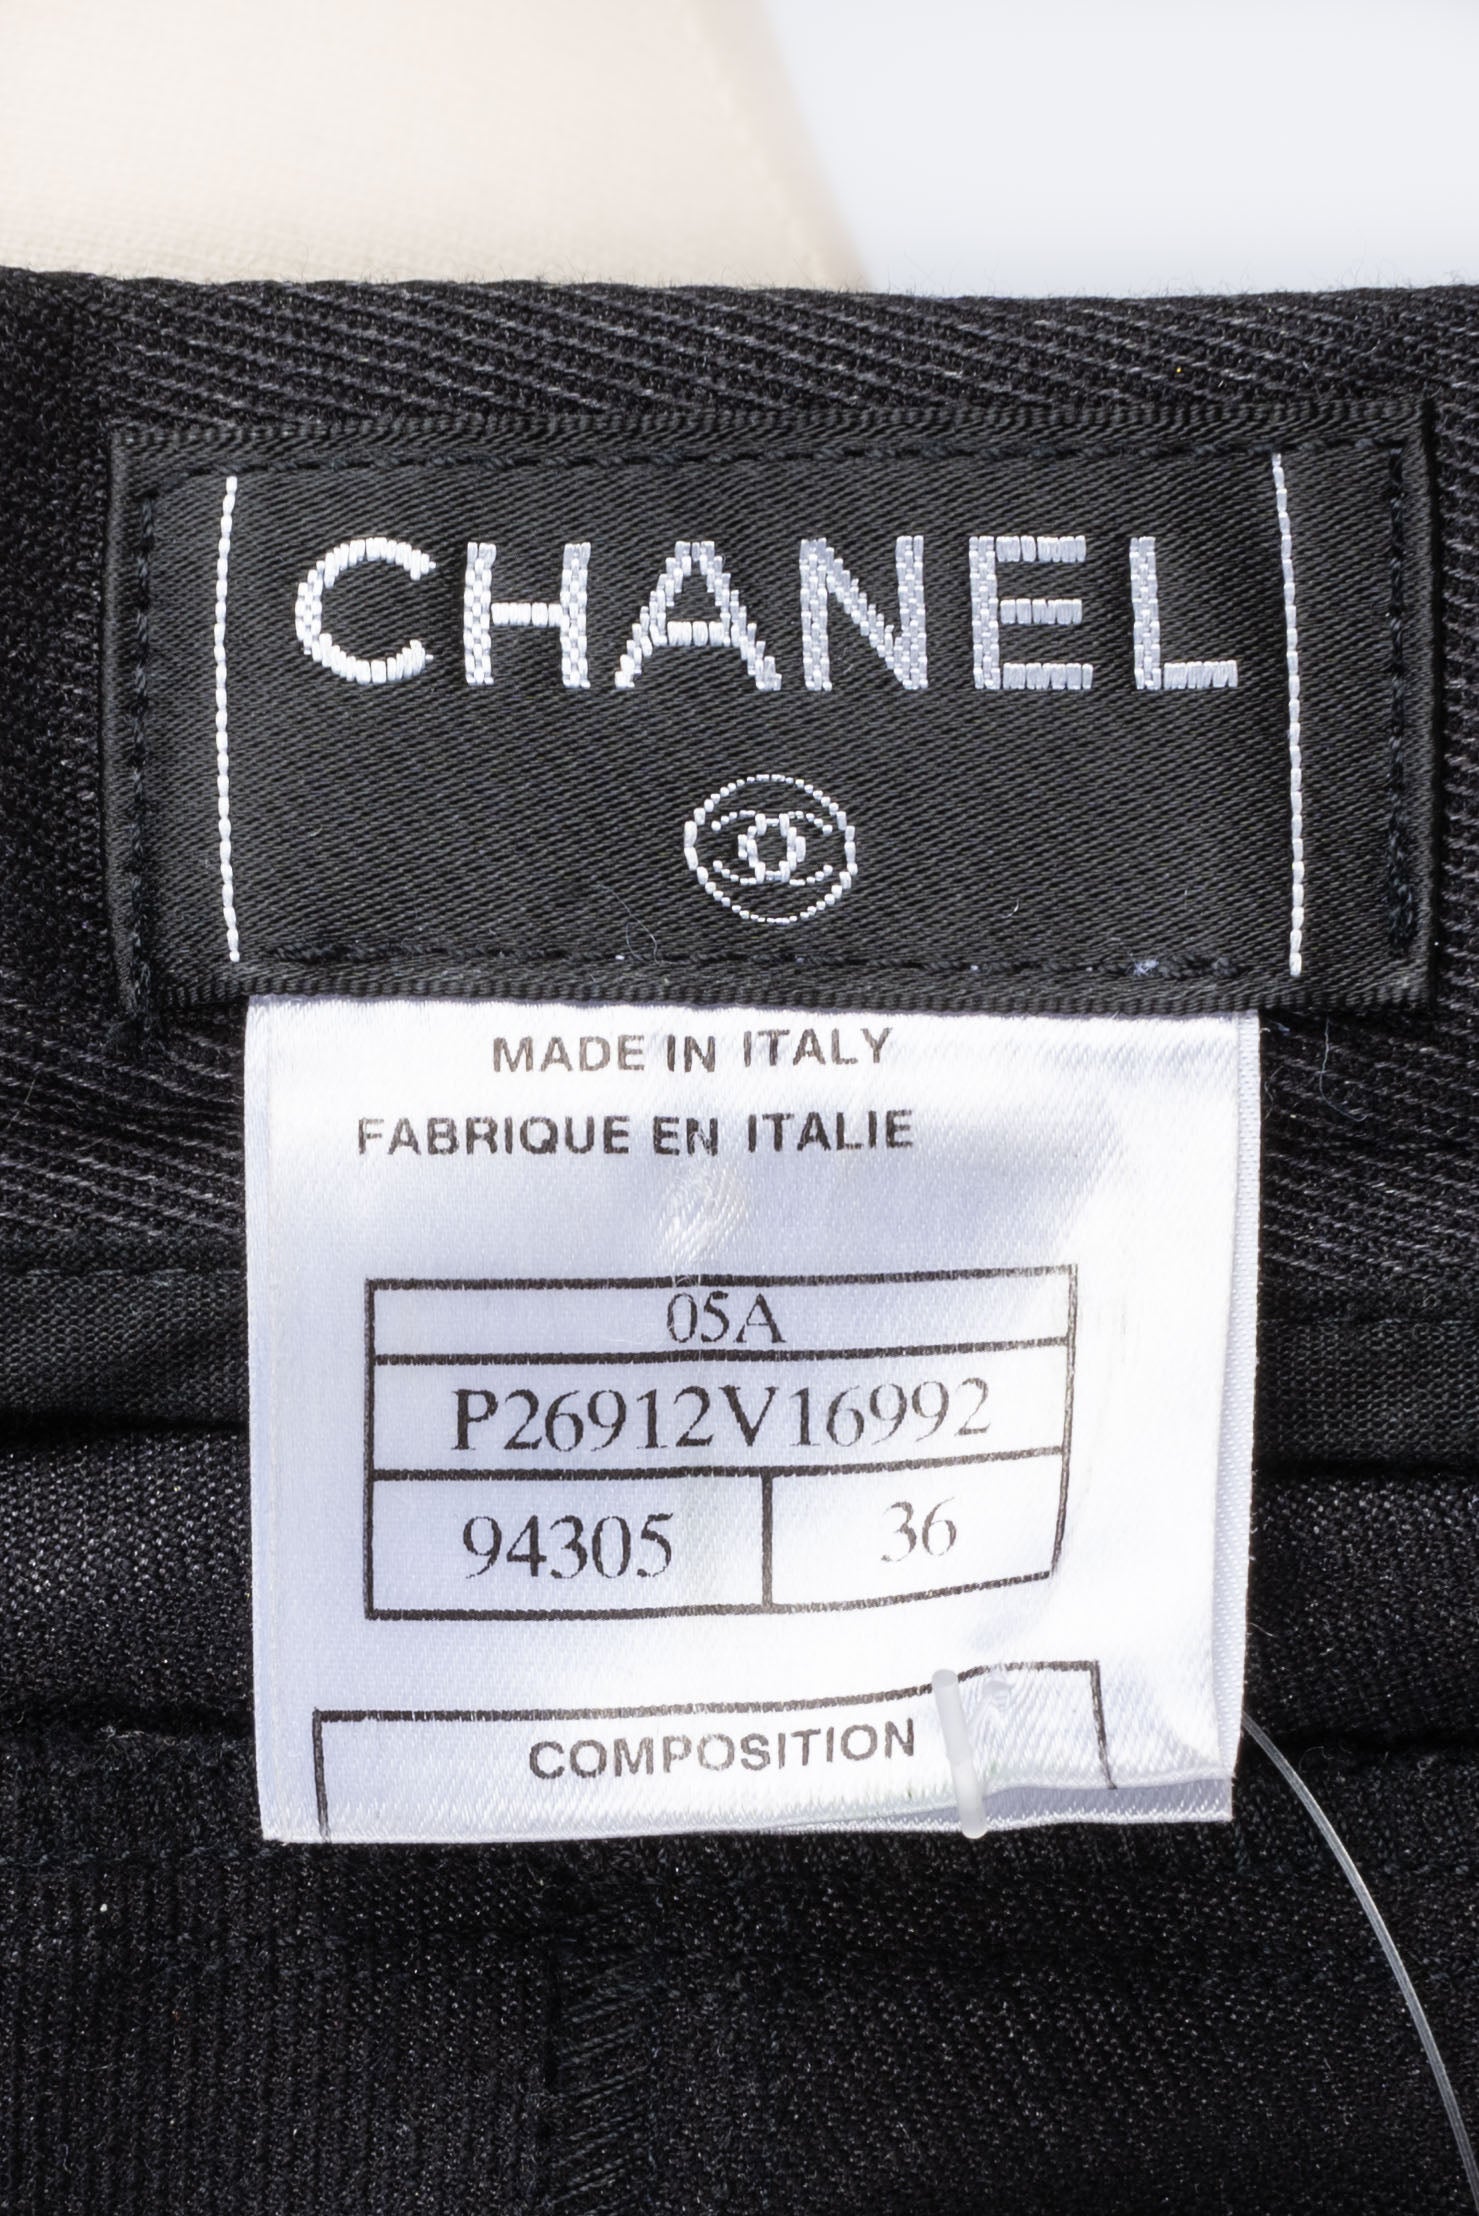 CHANEL
MADE IN ITALY
FABRIQUE EN ITALIE
05A
P26912V16992
94305 36
COMPOSITION